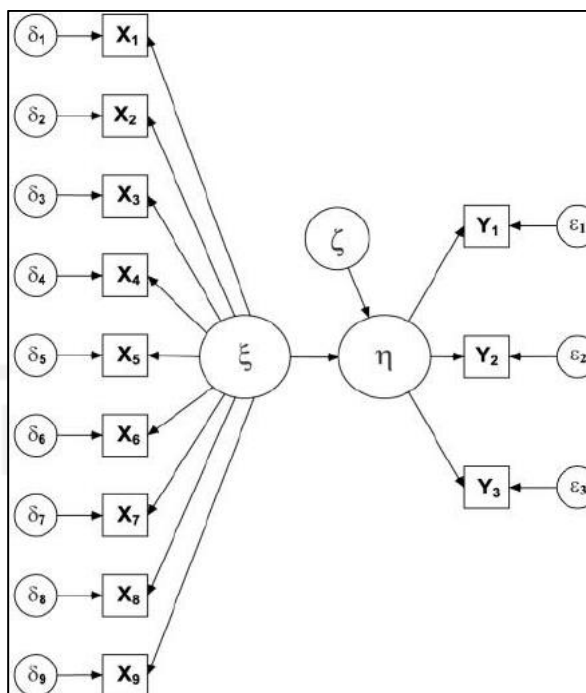 δ1 X1
δ2 X2
δ3 X3
δ4 X4
δ5 X5
δ6 X6
δ7 X7
δ8 X8
δ9 X9
ξ
ζ
η
Y1 ε1
Y2 ε2
Y3 ε3